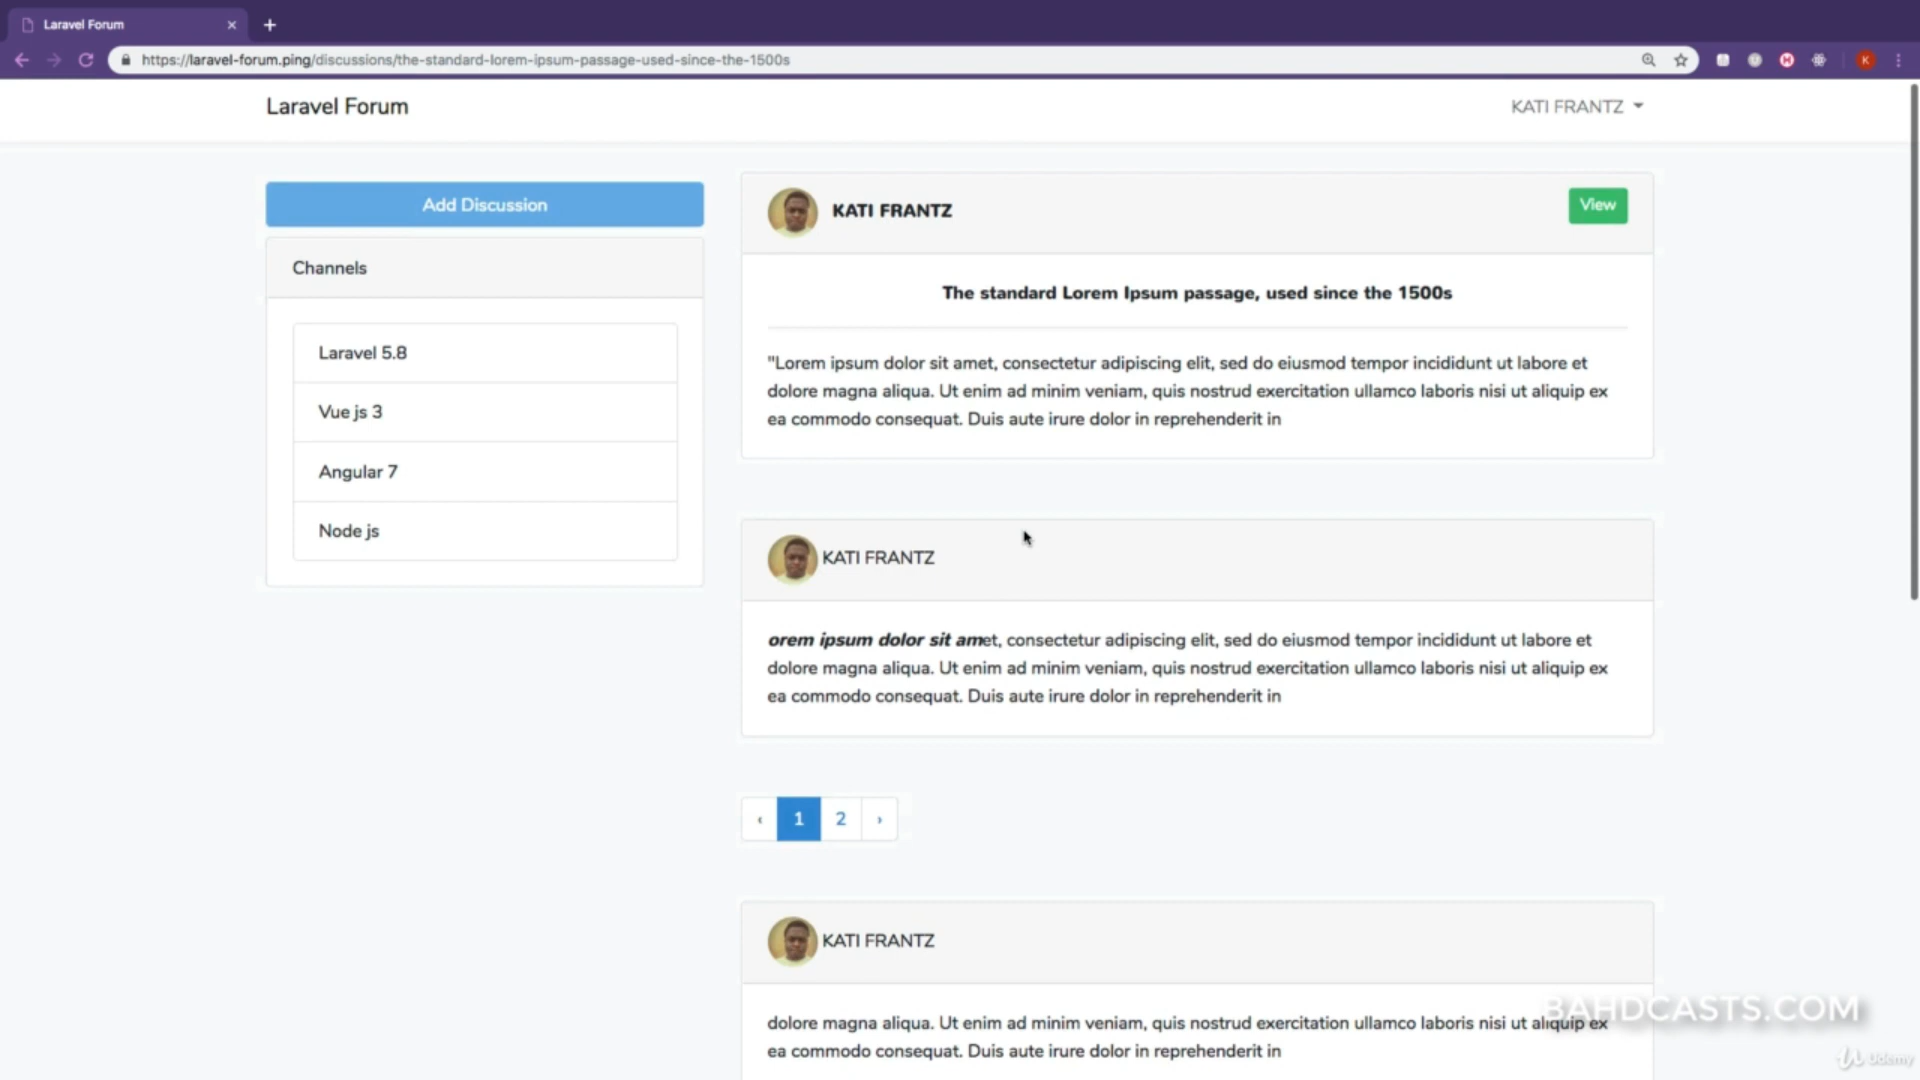 Laravel Forum
https://laravel-forum.ping/discussions/the-standard-lorem-ipsum-passage-used-since-the-1500s
K
Laravel Forum
KATI FRANTZ
Add Discussion
Channels
Laravel 5.8
Vue js 3
Angular 7
Node js
KATI FRANTZ
View
The standard Lorem Ipsum passage, used since the 1500s
"Lorem ipsum dolor sit amet, consectetur adipiscing elit, sed do eiusmod tempor incididunt ut labore et
dolore magna aliqua. Ut enim ad minim veniam, quis nostrud exercitation ullamco laboris nisi ut aliquip ex
ea commodo consequat. Duis aute irure dolor in reprehenderit in
KATI FRANTZ
orem ipsum dolor sit amet, consectetur adipiscing elit, sed do eiusmod tempor incididunt ut labore et
dolore magna aliqua. Ut enim ad minim veniam, quis nostrud exercitation ullamco laboris nisi ut aliquip ex
ea commodo consequat. Duis aute irure dolor in reprehenderit in
‹ 1 2 ›
KATI FRANTZ
dolore magna aliqua. Ut enim ad minim veniam, quis nostrud exercitation ullamco laboris nisi ut aliquip ex
ea commodo consequat. Duis aute irure dolor in reprehenderit in
BAHDCASTS.COM
Udemy